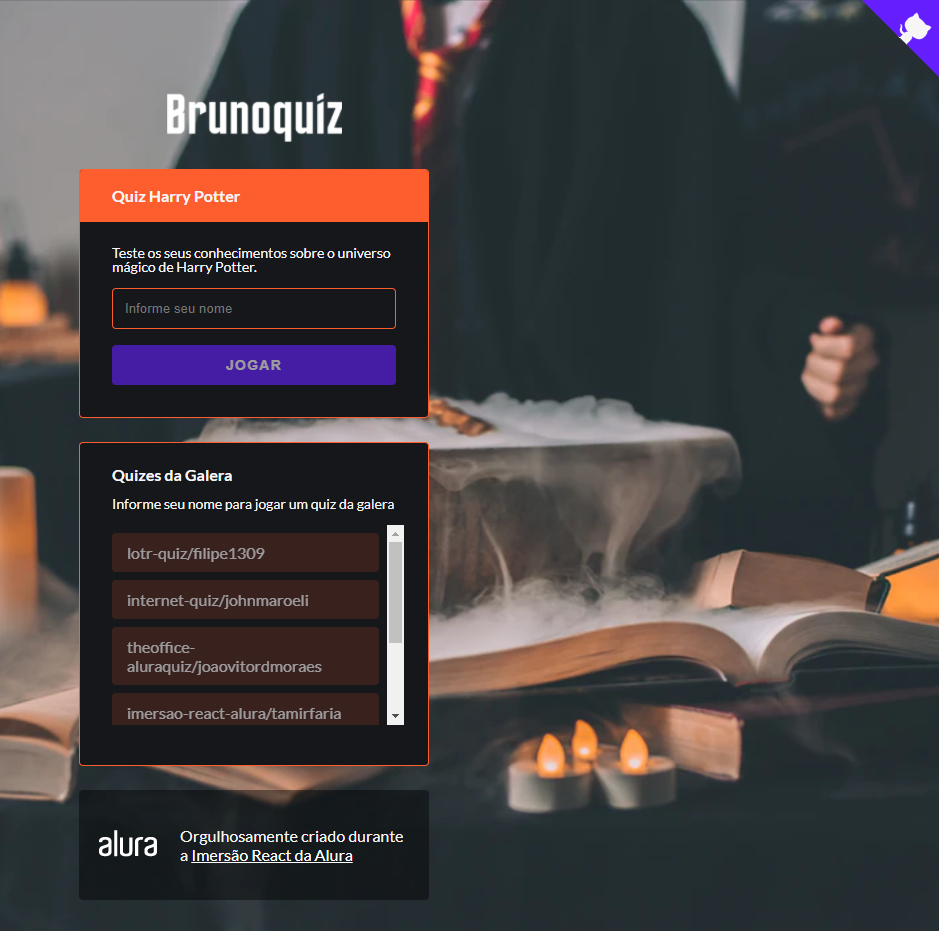 Brunoquiz
Quiz Harry Potter
Teste os seus conhecimentos sobre o universo
mágico de Harry Potter.
Informe seu nome
JOGAR
Quizes da Galera
Informe seu nome para jogar um quiz da galera
lotr-quiz/filipe1309
internet-quiz/johnmaroeli
theoffice-
aluraquiz/joaovitordmoraes
imersao-react-alura/tamirfaria
alura
Orgulhosamente criado durante
a Imersão React da Alura